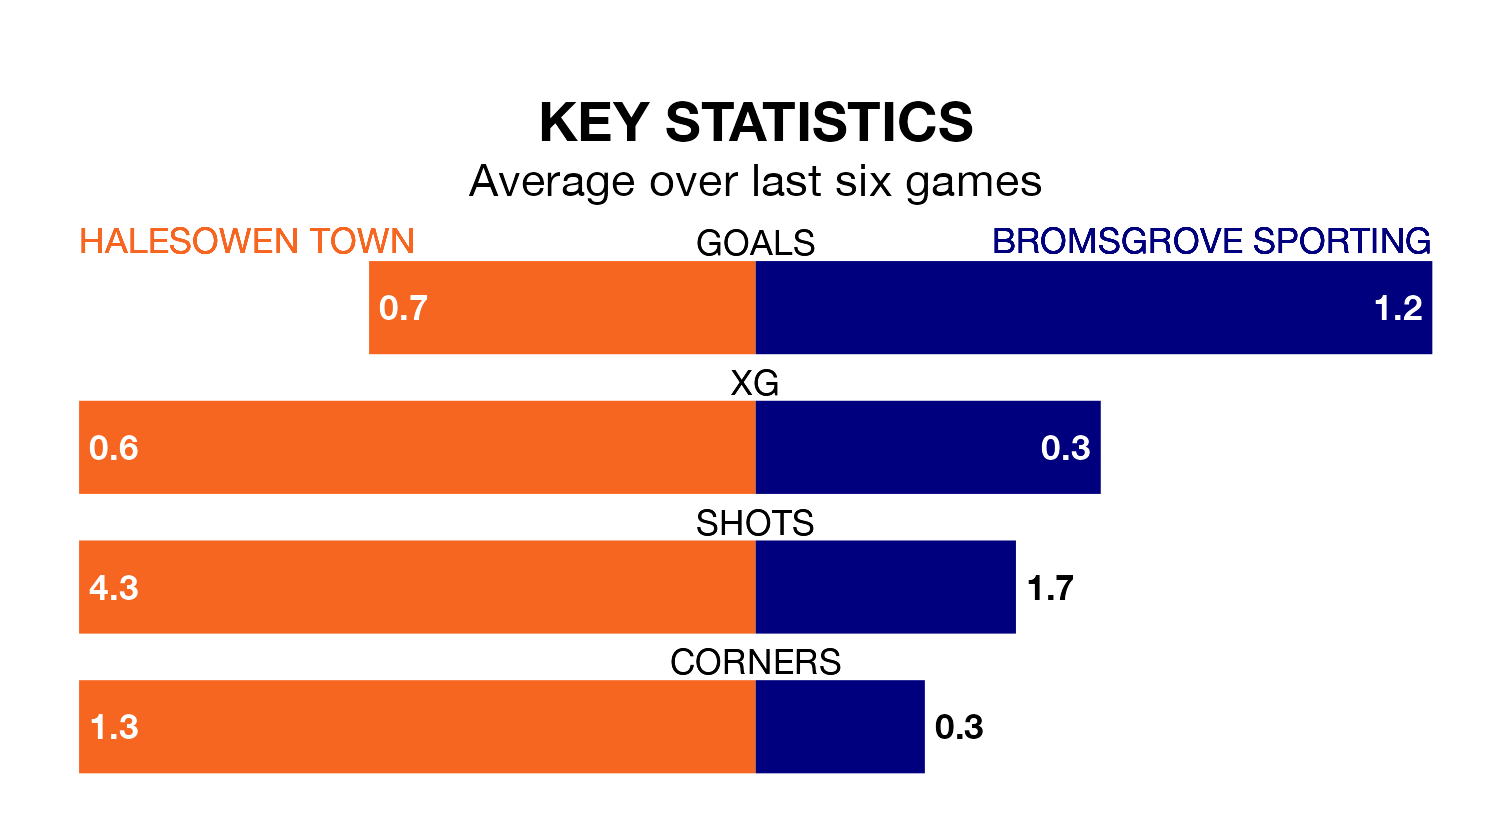 KEY STATISTICS
Average over last six games
HALESOWEN TOWN GOALS BROMSGROVE SPORTING
0.7 1.2
XG
0.6 0.3
SHOTS
4.3 1.7
CORNERS
1.3 0.3